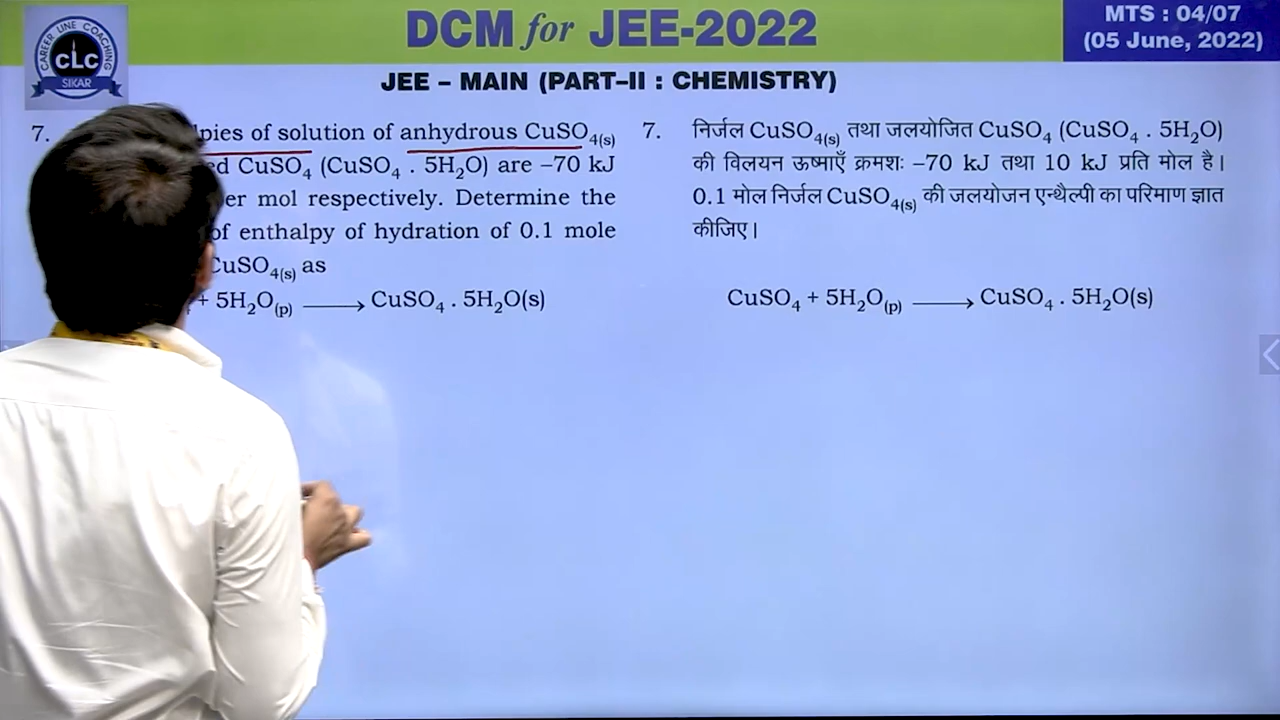 CAREER LINE COACHING
CLC
SIKAR
DCM for JEE-2022
MTS : 04/07
(05 June, 2022)
JEE – MAIN (PART–II : CHEMISTRY)
7.
of solution of anhydrous CuSO4(s)
CuSO4 (CuSO4 . 5H2O) are –70 kJ
mol respectively. Determine the
of enthalpy of hydration of 0.1 mole
CuSO4(s) as
+ 5H2O(p) ⟶ CuSO4 . 5H2O(s)
7. निर्जल CuSO4(s) तथा जलयोजित CuSO4 (CuSO4 . 5H2O)
की विलयन ऊष्माएँ क्रमशः –70 kJ तथा 10 kJ प्रति मोल है।
0.1 मोल निर्जल CuSO4(s) की जलयोजन एन्थैल्पी का परिमाण ज्ञात
कीजिए।
CuSO4 + 5H2O(p) ⟶ CuSO4 . 5H2O(s)